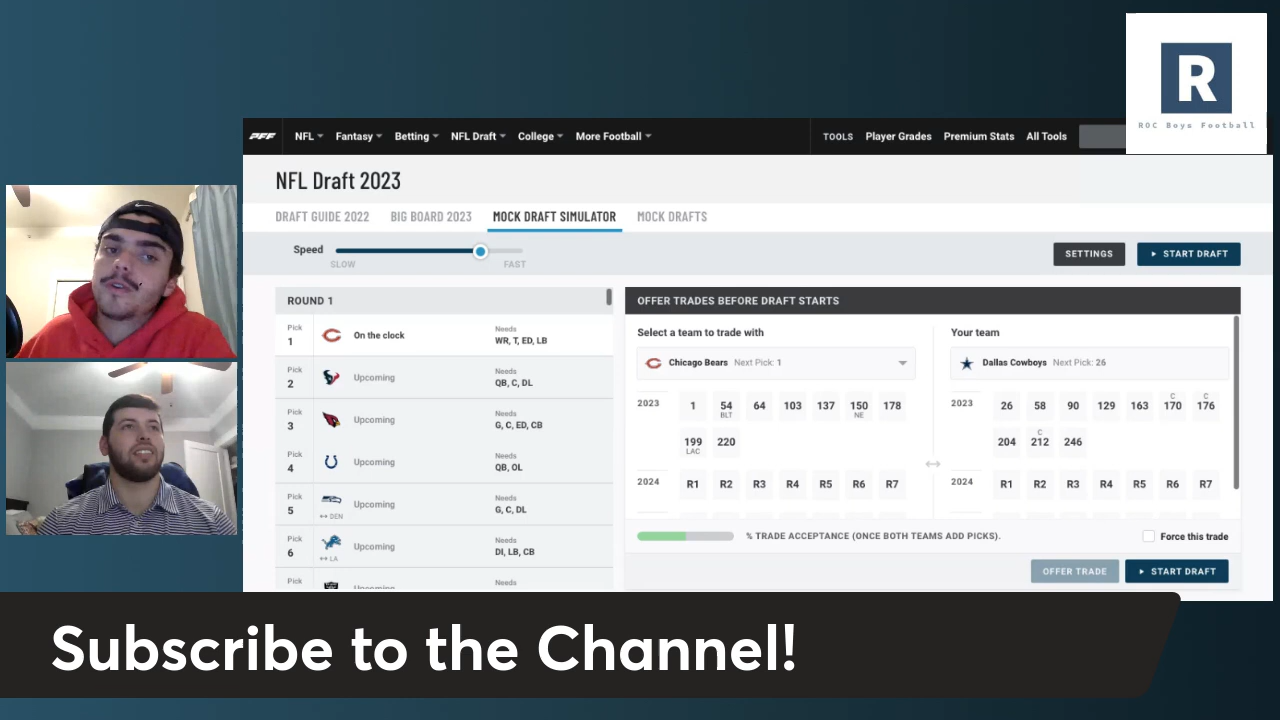 R
ROC Boys Football
PFF NFL Fantasy Betting NFL Draft College More Football TOOLS Player Grades Premium Stats All Tools
NFL Draft 2023
DRAFT GUIDE 2022 BIG BOARD 2023 MOCK DRAFT SIMULATOR MOCK DRAFTS
Speed
SLOW FAST
SETTINGS START DRAFT
ROUND 1
Pick 1 On the clock Needs WR, T, ED, LB
Pick 2 Upcoming Needs QB, C, DL
Pick 3 Upcoming Needs G, C, ED, CB
Pick 4 Upcoming Needs QB, OL
Pick 5 ↔ DEN Upcoming Needs G, C, DL
Pick 6 ↔ LA Upcoming Needs DI, LB, CB
Pick Upcoming Needs
OFFER TRADES BEFORE DRAFT STARTS
Select a team to trade with
Chicago Bears Next Pick: 1
2023 1 54 BLT 64 103 137 150 NE 178
199 LAC 220
2024 R1 R2 R3 R4 R5 R6 R7
Your team
Dallas Cowboys Next Pick: 26
2023 26 58 90 129 163 C 170 C 176
204 C 212 246
2024 R1 R2 R3 R4 R5 R6 R7
% TRADE ACCEPTANCE (ONCE BOTH TEAMS ADD PICKS). Force this trade
OFFER TRADE START DRAFT
Subscribe to the Channel!